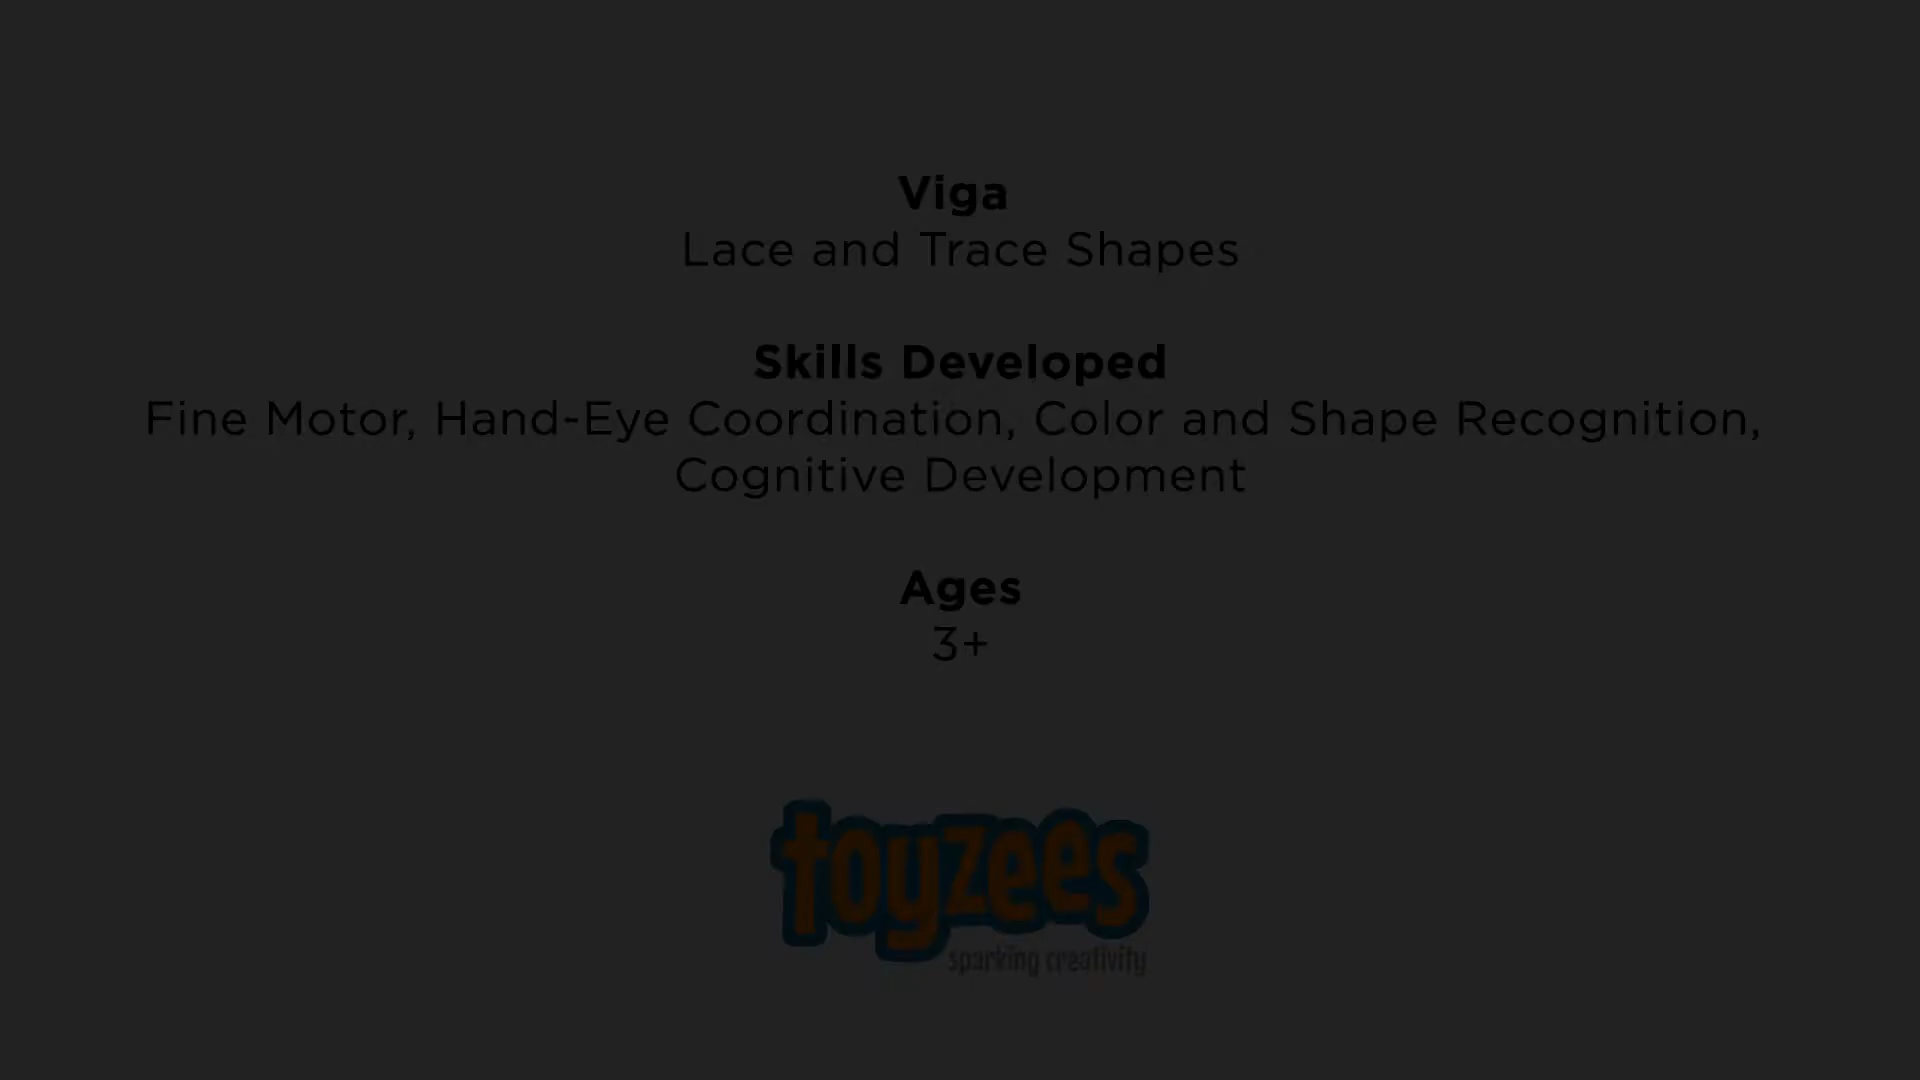 Viga
Lace and Trace Shapes
Skills Developed
Fine Motor, Hand-Eye Coordination, Color and Shape Recognition,
Cognitive Development
Ages
3+
toyzees
sparking creativity